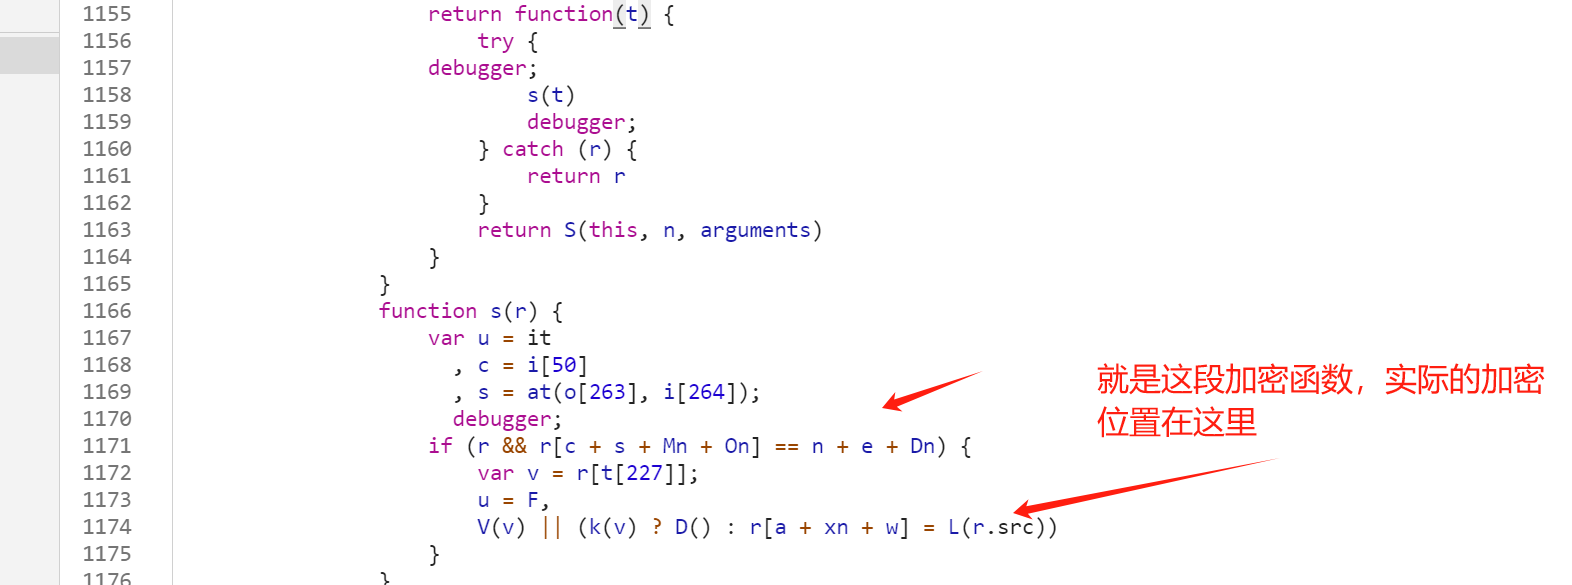 1155 return function(t) {
1156 try {
1157 debugger;
1158 s(t)
1159 debugger;
1160 } catch (r) {
1161 return r
1162 }
1163 return S(this, n, arguments)
1164 }
1165 }
1166 function s(r) {
1167 var u = it
1168 , c = i[50]
1169 , s = at(o[263], i[264]);
1170 debugger;
1171 if (r && r[c + s + Mn + On] == n + e + Dn) {
1172 var v = r[t[227]];
1173 u = F,
1174 V(v) || (k(v) ? D() : r[a + xn + w] = L(r.src))
1175 }
1176 }
就是这段加密函数，实际的加密
位置在这里